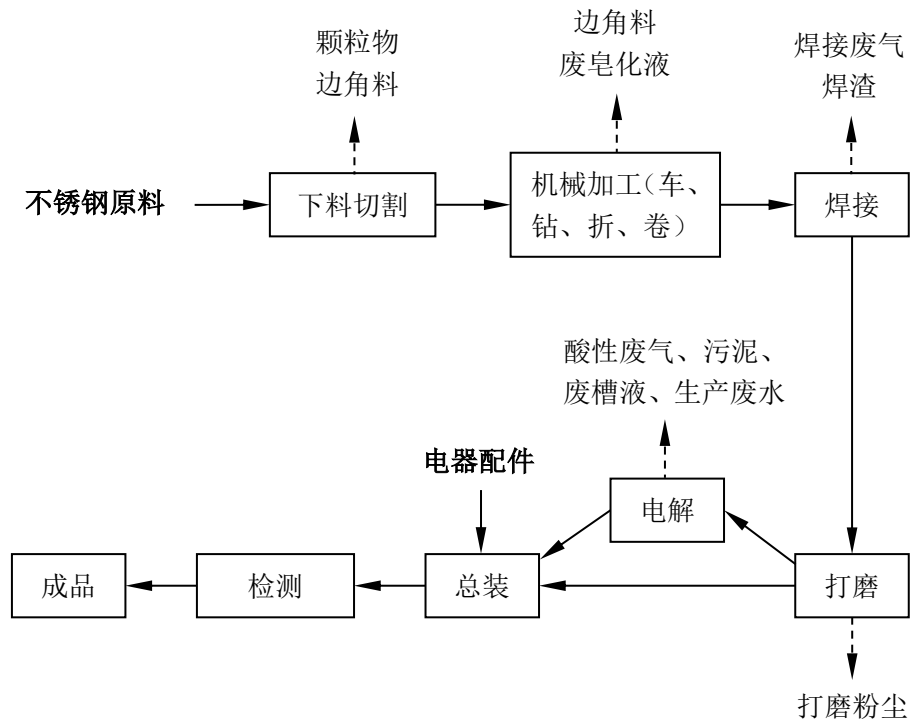 颗粒物
边角料
边角料
废皂化液
焊接废气
焊渣
不锈钢原料
下料切割
机械加工（车、
钻、折、卷）
焊接
酸性废气、污泥、
废槽液、生产废水
电器配件
电解
成品
检测
总装
打磨
打磨粉尘